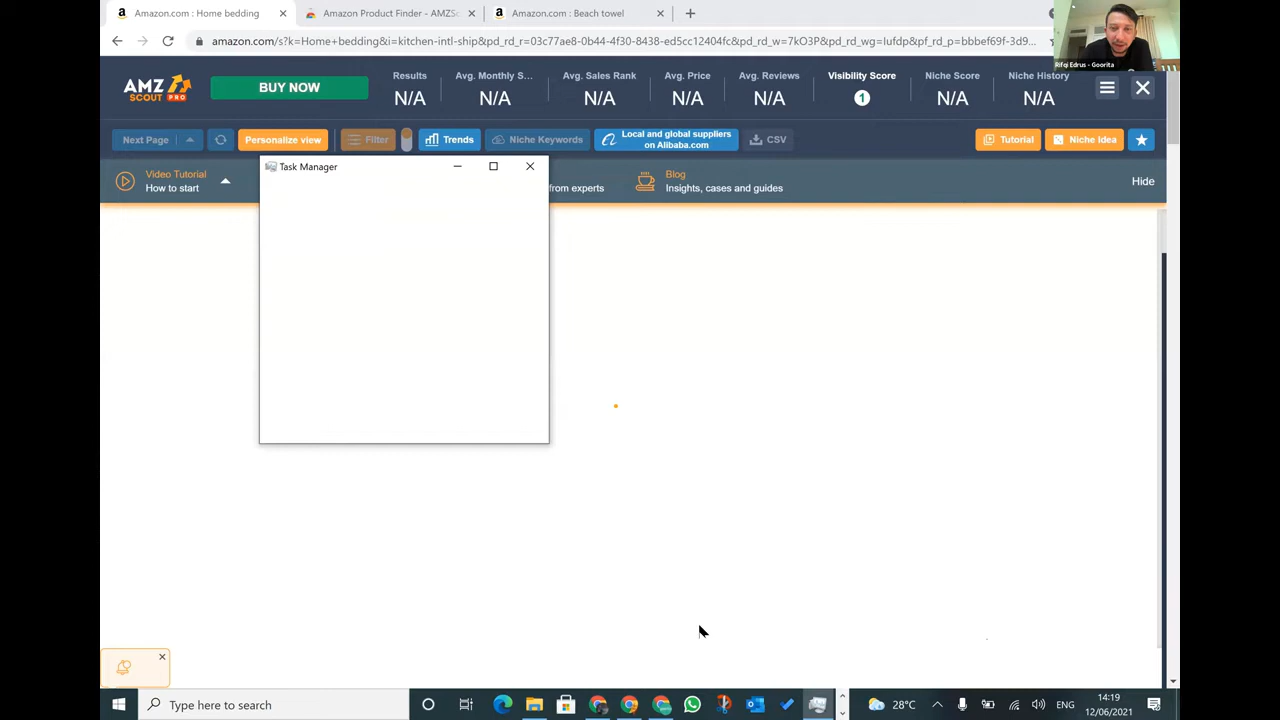 Amazon.com : Home bedding
Amazon Product Finder - AMZSc
Amazon.com : Beach towel
amazon.com/s?k=Home+bedding&i=kitchen-intl-ship&pd_rd_r=03c77ae8-0b44-4f30-8438-ed5cc12404fc&pd_rd_w=7kO3P&pd_rd_wg=Iufdp&pf_rd_p=bbbef69f-3d9...
Rifqi Edrus - Goorita
AMZ
SCOUT PRO
BUY NOW
Results
N/A
Avg. Monthly S...
N/A
Avg. Sales Rank
N/A
Avg. Price
N/A
Avg. Reviews
N/A
Visibility Score
1
Niche Score
N/A
Niche History
N/A
Next Page
Personalize view
Filter
Trends
Niche Keywords
Local and global suppliers
on Alibaba.com
CSV
Tutorial
Niche Idea
Video Tutorial
How to start
from experts
Blog
Insights, cases and guides
Hide
Task Manager
Type here to search
28°C
ENG
14:19
12/06/2021